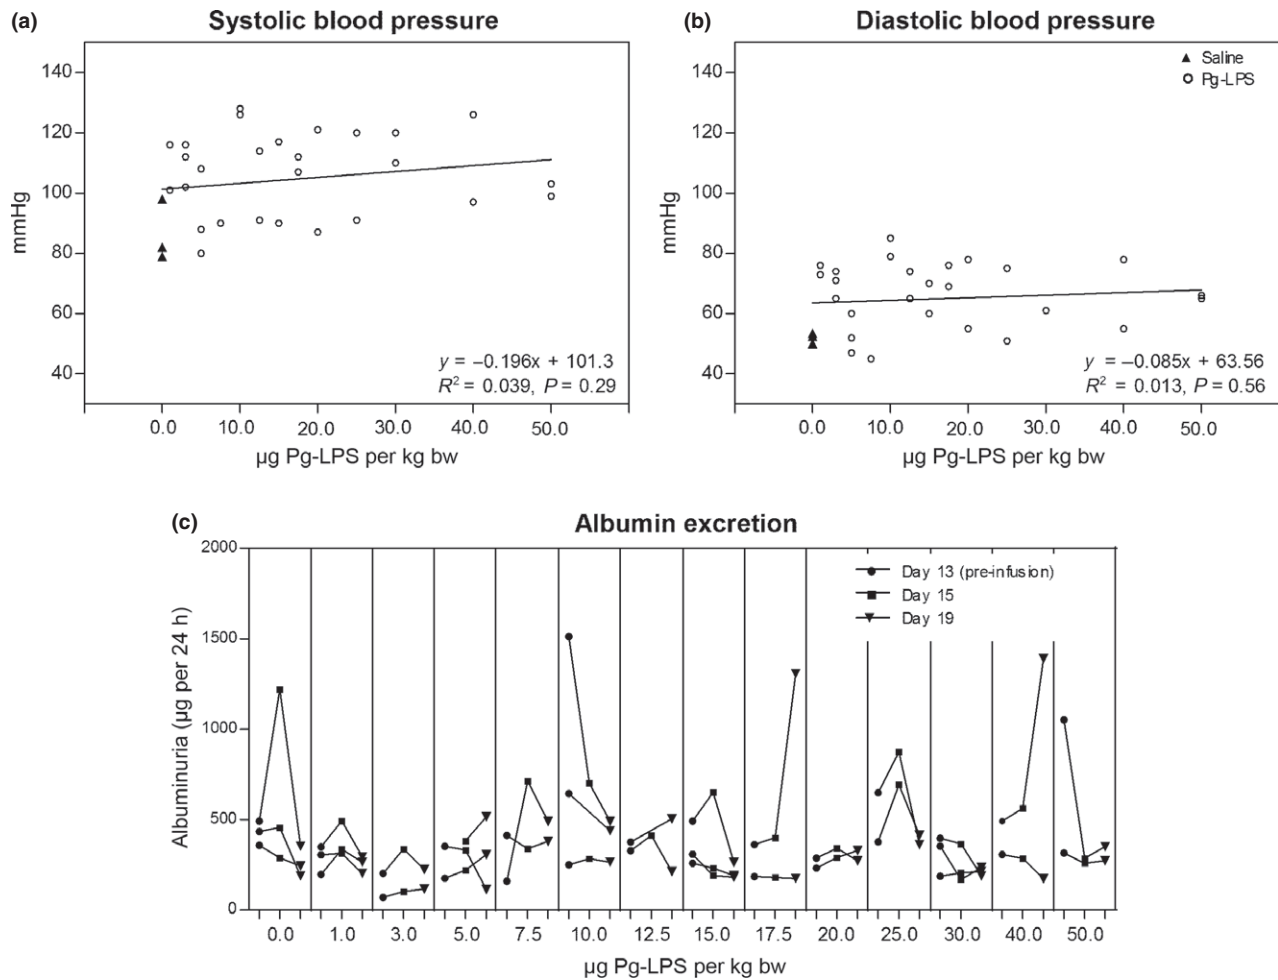 (a) Systolic blood pressure
140
120
100
80
60
40
mmHg
y = –0.196x + 101.3
R² = 0.039, P = 0.29
0.0 10.0 20.0 30.0 40.0 50.0
µg Pg-LPS per kg bw
(b) Diastolic blood pressure
Saline
Pg-LPS
140
120
100
80
60
40
mmHg
y = –0.085x + 63.56
R² = 0.013, P = 0.56
0.0 10.0 20.0 30.0 40.0 50.0
µg Pg-LPS per kg bw
(c) Albumin excretion
2000
1500
1000
500
0
Albuminuria (µg per 24 h)
Day 13 (pre-infusion)
Day 15
Day 19
0.0 1.0 3.0 5.0 7.5 10.0 12.5 15.0 17.5 20.0 25.0 30.0 40.0 50.0
µg Pg-LPS per kg bw